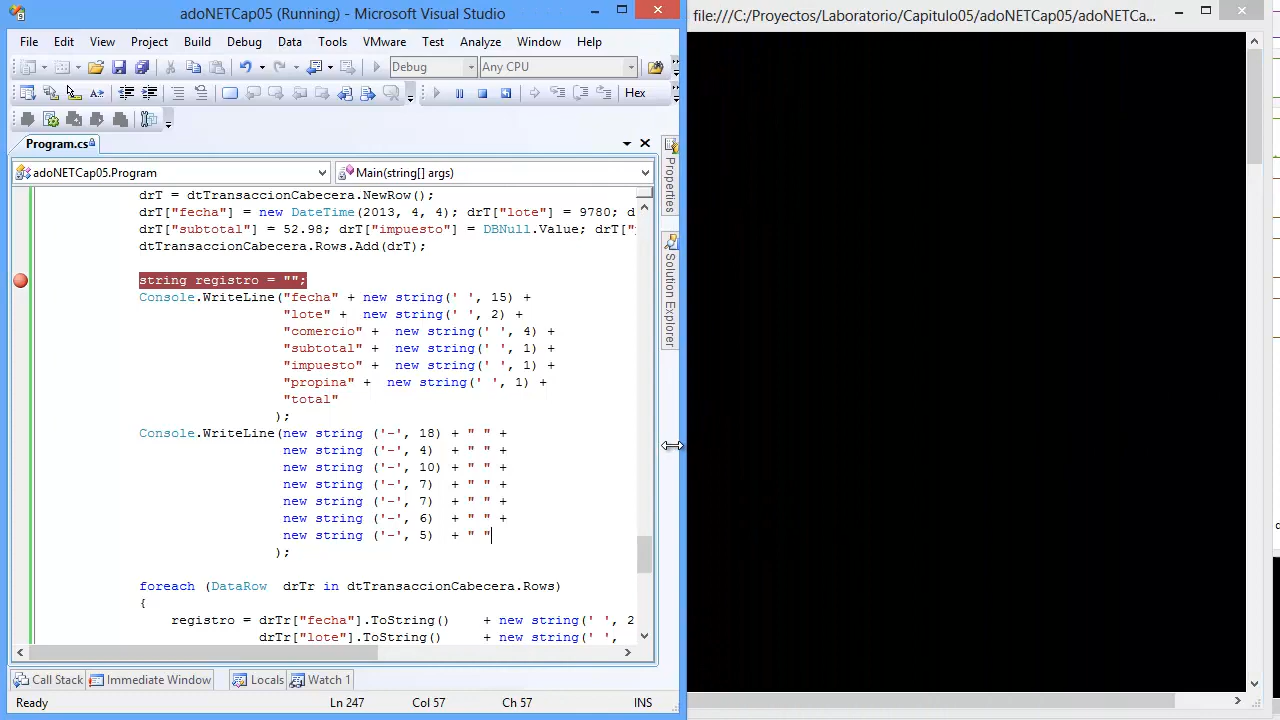 adoNETCap05 (Running) - Microsoft Visual Studio
file:///C:/Proyectos/Laboratorio/Capitulo05/adoNETCap05/adoNETCa...
File Edit View Project Build Debug Data Tools VMware Test Analyze Window Help
Debug Any CPU
Hex
Program.cs
adoNETCap05.Program Main(string[] args)
Properties
Solution Explorer
drT = dtTransaccionCabecera.NewRow();
drT["fecha"] = new DateTime(2013, 4, 4); drT["lote"] = 9780; d
drT["subtotal"] = 52.98; drT["impuesto"] = DBNull.Value; drT["
dtTransaccionCabecera.Rows.Add(drT);
string registro = "";
Console.WriteLine("fecha" + new string(' ', 15) +
"lote" +  new string(' ', 2) +
"comercio" +  new string(' ', 4) +
"subtotal" +  new string(' ', 1) +
"impuesto" +  new string(' ', 1) +
"propina" +  new string(' ', 1) +
"total"
);
Console.WriteLine(new string ('-', 18) + " " +
new string ('-', 4)  + " " +
new string ('-', 10) + " " +
new string ('-', 7)  + " " +
new string ('-', 7)  + " " +
new string ('-', 6)  + " " +
new string ('-', 5)  + " "
);
foreach (DataRow  drTr in dtTransaccionCabecera.Rows)
{
registro = drTr["fecha"].ToString()    + new string(' ', 2
drTr["lote"].ToString()     + new string(' ',
Call Stack Immediate Window Locals Watch 1
Ready Ln 247 Col 57 Ch 57 INS